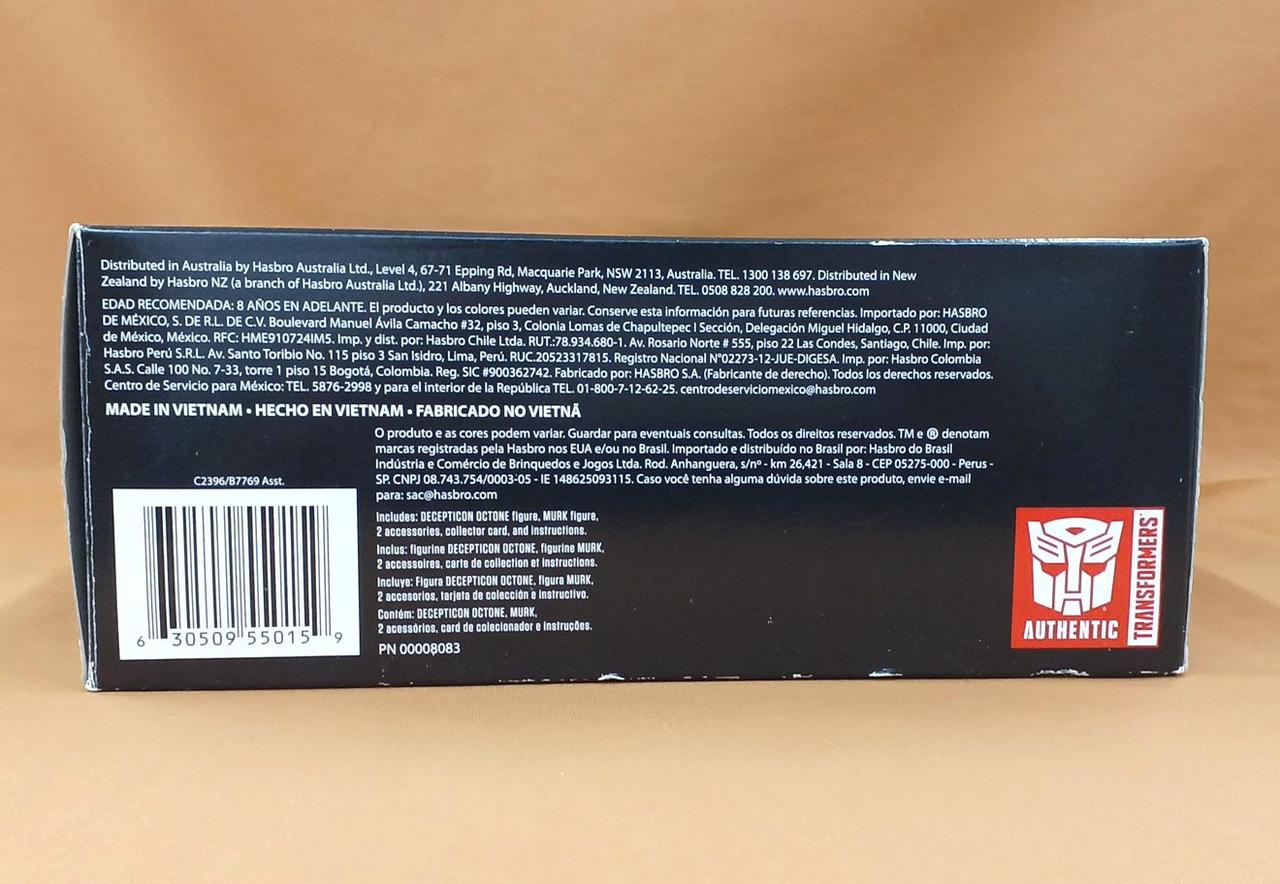 Distributed in Australia by Hasbro Australia Ltd., Level 4, 67-71 Epping Rd, Macquarie Park, NSW 2113, Australia. TEL. 1300 138 697. Distributed in New
Zealand by Hasbro NZ (a branch of Hasbro Australia Ltd.), 221 Albany Highway, Auckland, New Zealand. TEL. 0508 828 200. www.hasbro.com
EDAD RECOMENDADA: 8 AÑOS EN ADELANTE. El producto y los colores pueden variar. Conserve esta información para futuras referencias. Importado por: HASBRO
DE MÉXICO, S. DE R.L. DE C.V. Boulevard Manuel Ávila Camacho #32, piso 3, Colonia Lomas de Chapultepec I Sección, Delegación Miguel Hidalgo, C.P. 11000, Ciudad
de México, México. RFC: HME910724IM5. Imp. y dist. por: Hasbro Chile Ltda. RUT.:78.934.680-1. Av. Rosario Norte # 555, piso 22 Las Condes, Santiago, Chile. Imp. por:
Hasbro Perú S.R.L. Av. Santo Toribio No. 115 piso 3 San Isidro, Lima, Perú. RUC.20523317815. Registro Nacional N°02273-12-JUE-DIGESA. Imp. por: Hasbro Colombia
S.A.S. Calle 100 No. 7-33, torre 1 piso 15 Bogotá, Colombia. Reg. SIC #900362742. Fabricado por: HASBRO S.A. (Fabricante de derecho). Todos los derechos reservados.
Centro de Servicio para México: TEL. 5876-2998 y para el interior de la República TEL. 01-800-7-12-62-25. centrodeserviciomexico@hasbro.com
MADE IN VIETNAM • HECHO EN VIETNAM • FABRICADO NO VIETNÃ
O produto e as cores podem variar. Guardar para eventuais consultas. Todos os direitos reservados. TM e ® denotam
marcas registradas pela Hasbro nos EUA e/ou no Brasil. Importado e distribuído no Brasil por: Hasbro do Brasil
Indústria e Comércio de Brinquedos e Jogos Ltda. Rod. Anhanguera, s/nº - km 26,421 - Sala 8 - CEP 05275-000 - Perus -
SP. CNPJ 08.743.754/0003-05 - IE 148625093115. Caso você tenha alguma dúvida sobre este produto, envie e-mail
para: sac@hasbro.com
C2396/B7769 Asst.
6 30509 55015 9
Includes: DECEPTICON OCTONE figure, MURK figure,
2 accessories, collector card, and instructions.
Inclus: figurine DECEPTICON OCTONE, figurine MURK,
2 accessoires, carte de collection et instructions.
Incluye: Figura DECEPTICON OCTONE, figura MURK,
2 accesorios, tarjeta de colección e instructivo.
Contém: DECEPTICON OCTONE, MURK,
2 acessórios, card de colecionador e instruções.
PN 00008083
AUTHENTIC
TRANSFORMERS